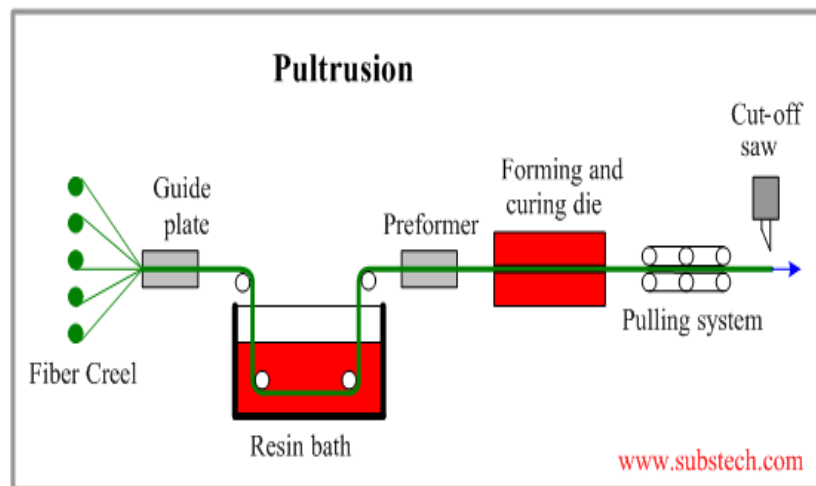 Pultrusion
Cut-off
saw
Guide
plate
Preformer
Forming and
curing die
Pulling system
Fiber Creel
Resin bath
www.substech.com